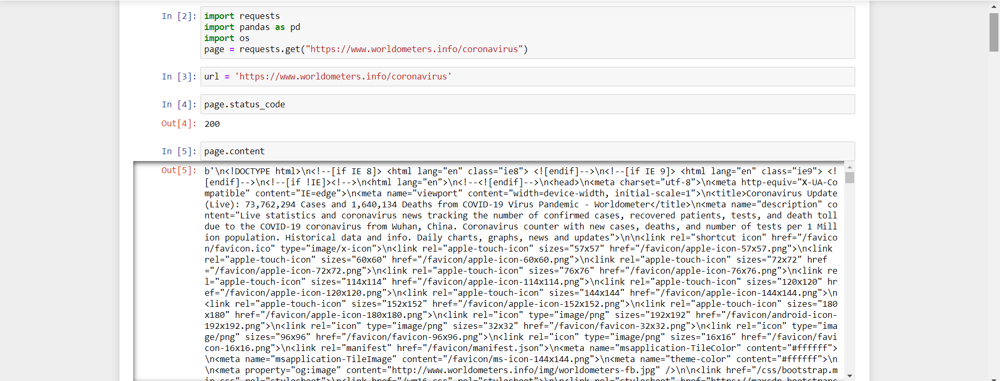 In [2]: import requests
import pandas as pd
import os
page = requests.get("https://www.worldometers.info/coronavirus")
In [3]: url = 'https://www.worldometers.info/coronavirus'
In [4]: page.status_code
Out[4]: 200
In [5]: page.content
Out[5]: b'\n<!DOCTYPE html>\n<!--[if IE 8]> <html lang="en" class="ie8"> <![endif]-->\n<!--[if IE 9]> <html lang="en" class="ie9"> <!
[endif]-->\n<!--[if !IE]><!-->\n<html lang="en">\n<!--<![endif]-->\n<head>\n<meta charset="utf-8">\n<meta http-equiv="X-UA-Co
mpatible" content="IE=edge">\n<meta name="viewport" content="width=device-width, initial-scale=1">\n<title>Coronavirus Update
(Live): 73,762,294 Cases and 1,640,134 Deaths from COVID-19 Virus Pandemic - Worldometer</title>\n<meta name="description" co
ntent="Live statistics and coronavirus news tracking the number of confirmed cases, recovered patients, tests, and death toll
due to the COVID-19 coronavirus from Wuhan, China. Coronavirus counter with new cases, deaths, and number of tests per 1 Mill
ion population. Historical data and info. Daily charts, graphs, news and updates">\n\n<link rel="shortcut icon" href="/favico
n/favicon.ico" type="image/x-icon">\n<link rel="apple-touch-icon" sizes="57x57" href="/favicon/apple-icon-57x57.png">\n<link
rel="apple-touch-icon" sizes="60x60" href="/favicon/apple-icon-60x60.png">\n<link rel="apple-touch-icon" sizes="72x72" href
="/favicon/apple-icon-72x72.png">\n<link rel="apple-touch-icon" sizes="76x76" href="/favicon/apple-icon-76x76.png">\n<link re
l="apple-touch-icon" sizes="114x114" href="/favicon/apple-icon-114x114.png">\n<link rel="apple-touch-icon" sizes="120x120" hr
ef="/favicon/apple-icon-120x120.png">\n<link rel="apple-touch-icon" sizes="144x144" href="/favicon/apple-icon-144x144.png">\n
<link rel="apple-touch-icon" sizes="152x152" href="/favicon/apple-icon-152x152.png">\n<link rel="apple-touch-icon" sizes="180
x180" href="/favicon/apple-icon-180x180.png">\n<link rel="icon" type="image/png" sizes="192x192" href="/favicon/android-icon-
192x192.png">\n<link rel="icon" type="image/png" sizes="32x32" href="/favicon/favicon-32x32.png">\n<link rel="icon" type="ima
ge/png" sizes="96x96" href="/favicon/favicon-96x96.png">\n<link rel="icon" type="image/png" sizes="16x16" href="/favicon/favi
con-16x16.png">\n<link rel="manifest" href="/favicon/manifest.json">\n<meta name="msapplication-TileColor" content="#ffffff">
\n<meta name="msapplication-TileImage" content="/favicon/ms-icon-144x144.png">\n<meta name="theme-color" content="#ffffff">\n
\n<meta property="og:image" content="http://www.worldometers.info/img/worldometers-fb.jpg" />\n\n<link href="/css/bootstrap.m
in.css" rel="stylesheet">\n<link href="/wm16.css" rel="stylesheet">\n<link rel="stylesheet" href="https://maxcdn.bootstrapc